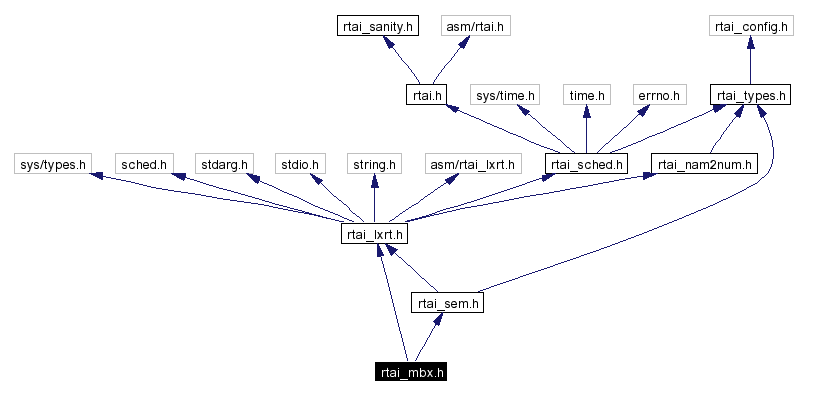 rtai_sanity.h
asm/rtai.h
rtai_config.h
rtai.h
sys/time.h
time.h
errno.h
rtai_types.h
sys/types.h
sched.h
stdarg.h
stdio.h
string.h
asm/rtai_lxrt.h
rtai_sched.h
rtai_nam2num.h
rtai_lxrt.h
rtai_sem.h
rtai_mbx.h